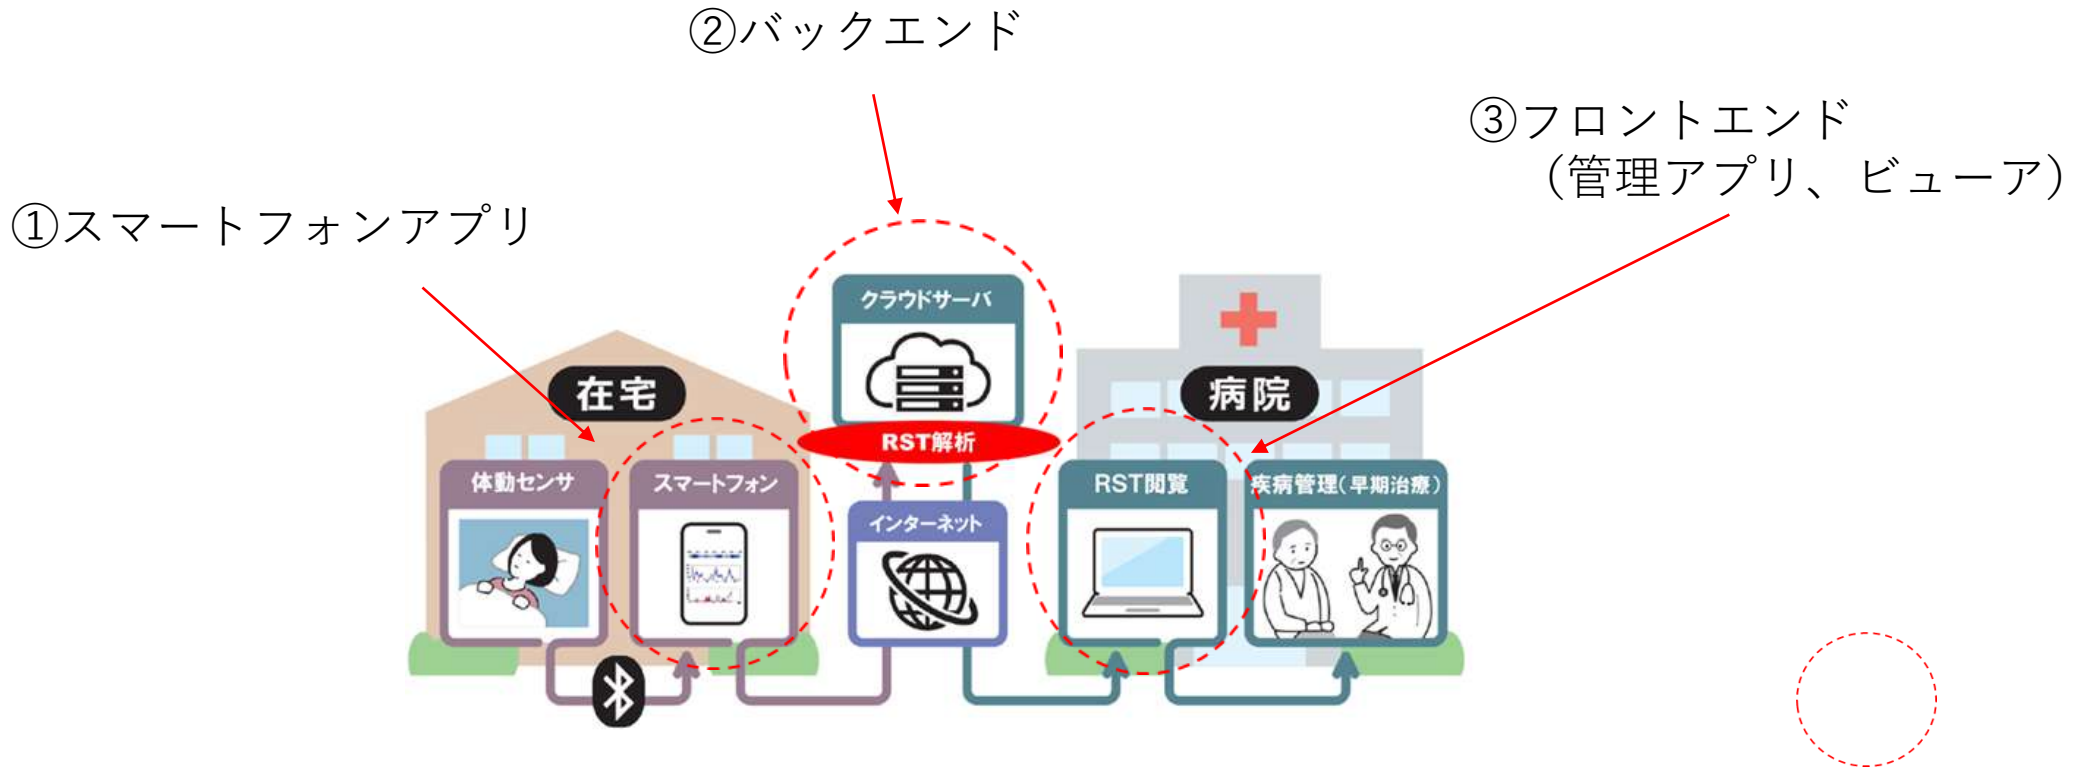 ②バックエンド
③フロントエンド
（管理アプリ、ビューア）
①スマートフォンアプリ
クラウドサーバ
在宅
病院
RST解析
体動センサ
スマートフォン
インターネット
RST閲覧
疾病管理（早期治療）